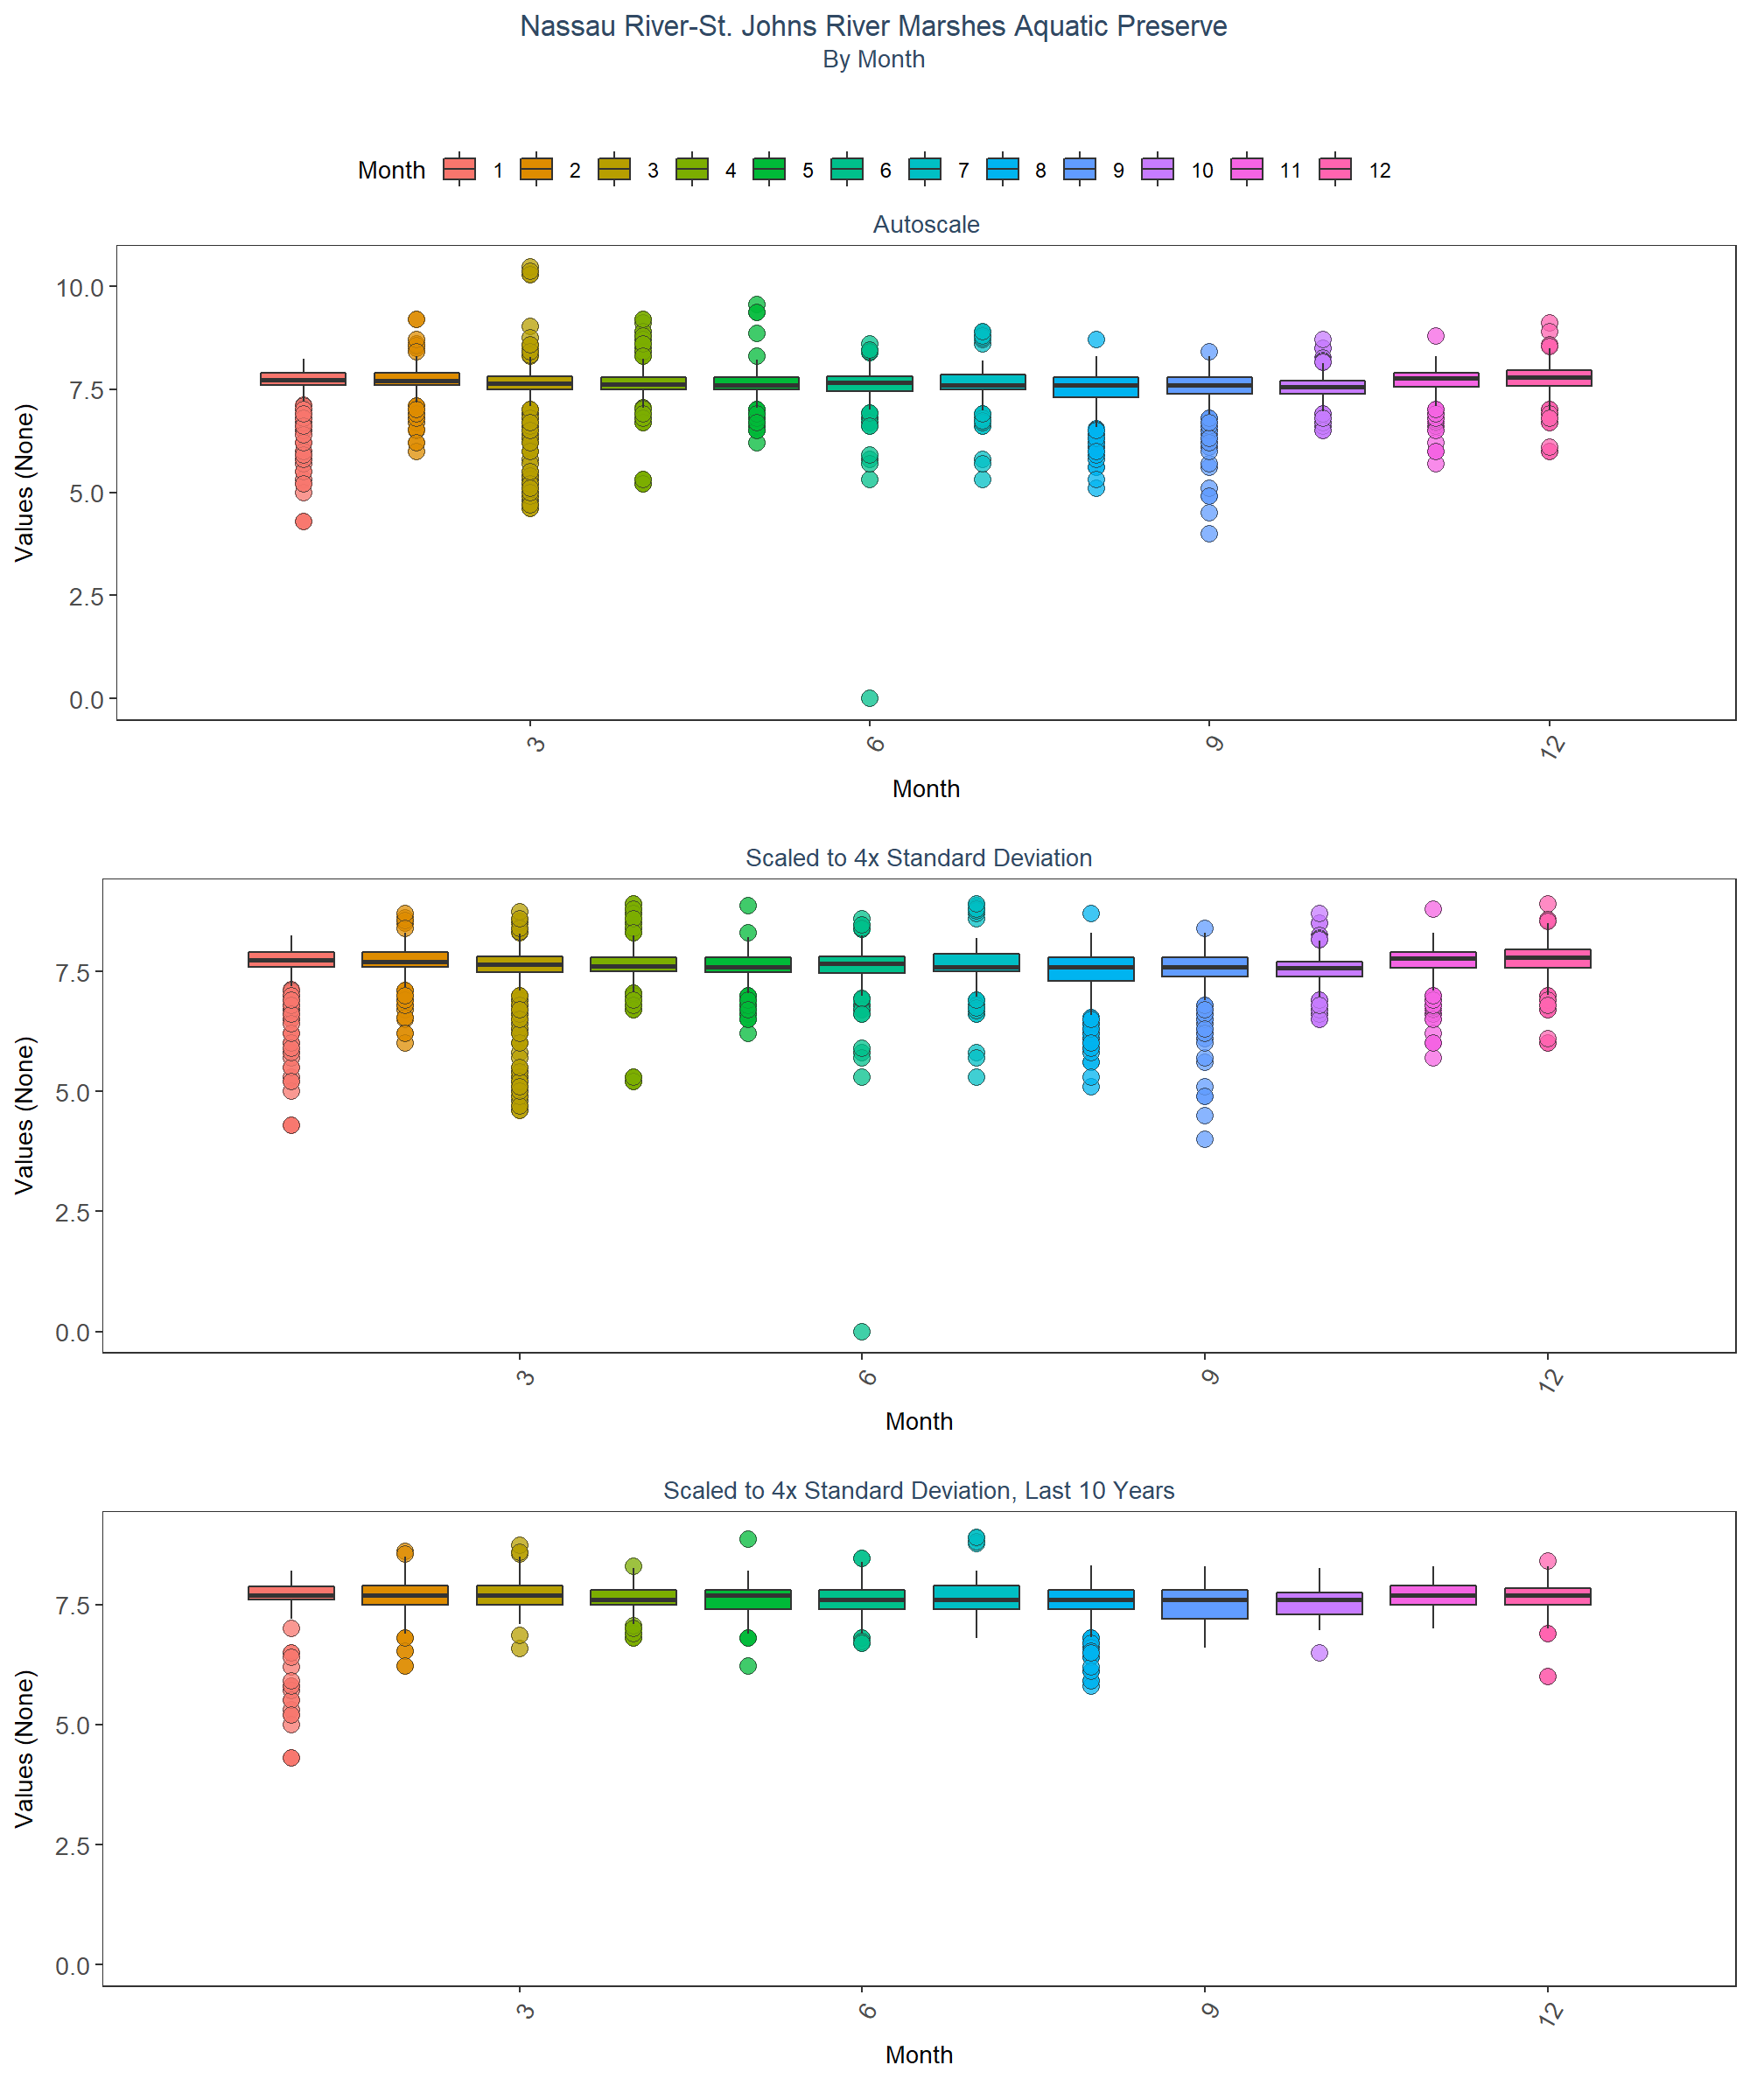 Nassau River-St. Johns River Marshes Aquatic Preserve
By Month
Month 1 2 3 4 5 6 7 8 9 10 11 12
Autoscale
Values (None)
10.0
7.5
5.0
2.5
0.0
3 6 9 12
Month
Scaled to 4x Standard Deviation
Values (None)
7.5
5.0
2.5
0.0
3 6 9 12
Month
Scaled to 4x Standard Deviation, Last 10 Years
Values (None)
7.5
5.0
2.5
0.0
3 6 9 12
Month